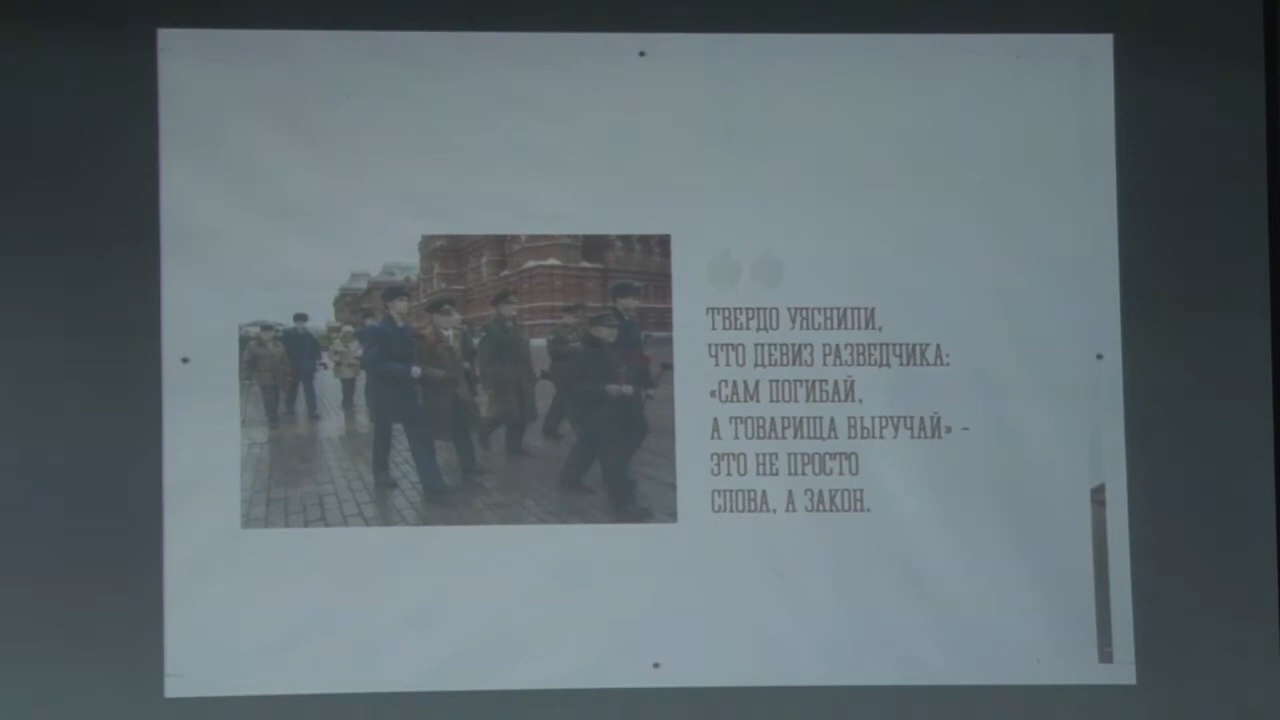 ТВЕРДО УЯСНИЛИ,
ЧТО ДЕВИЗ РАЗВЕДЧИКА:
«САМ ПОГИБАЙ,
А ТОВАРИЩА ВЫРУЧАЙ» -
ЭТО НЕ ПРОСТО
СЛОВА, А ЗАКОН.